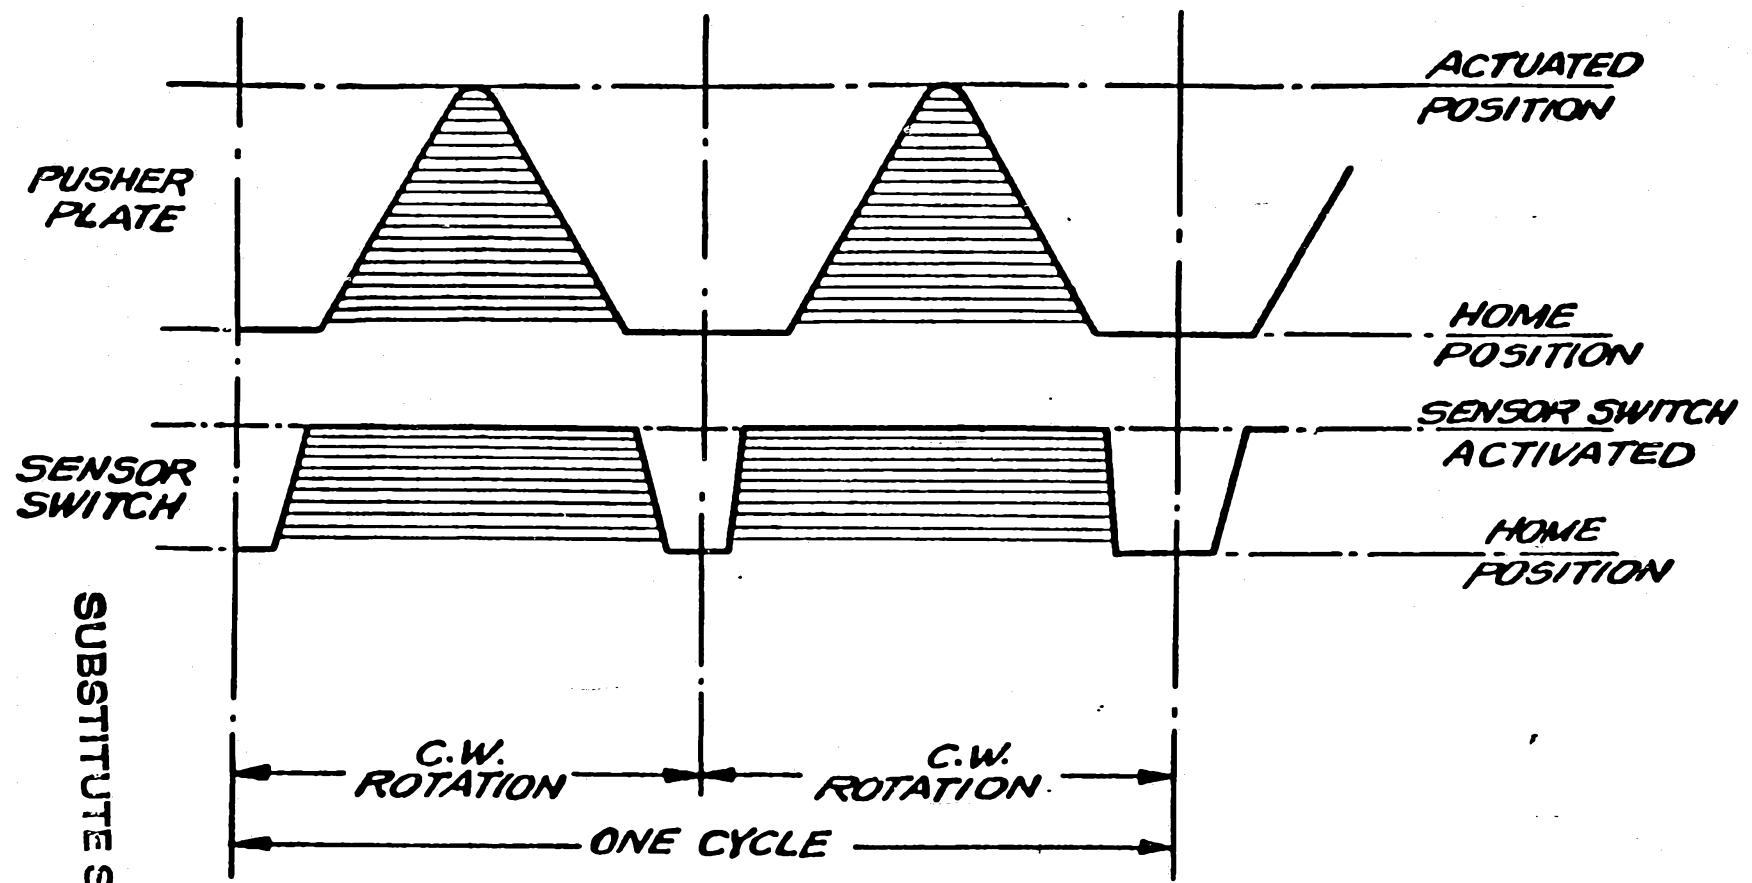 ACTUATED
POSITION
PUSHER
PLATE
HOME
POSITION
SENSOR SWITCH
ACTIVATED
SENSOR
SWITCH
HOME
POSITION
C.W.
ROTATION
C.W.
ROTATION
ONE CYCLE
SUBSTITUTE S